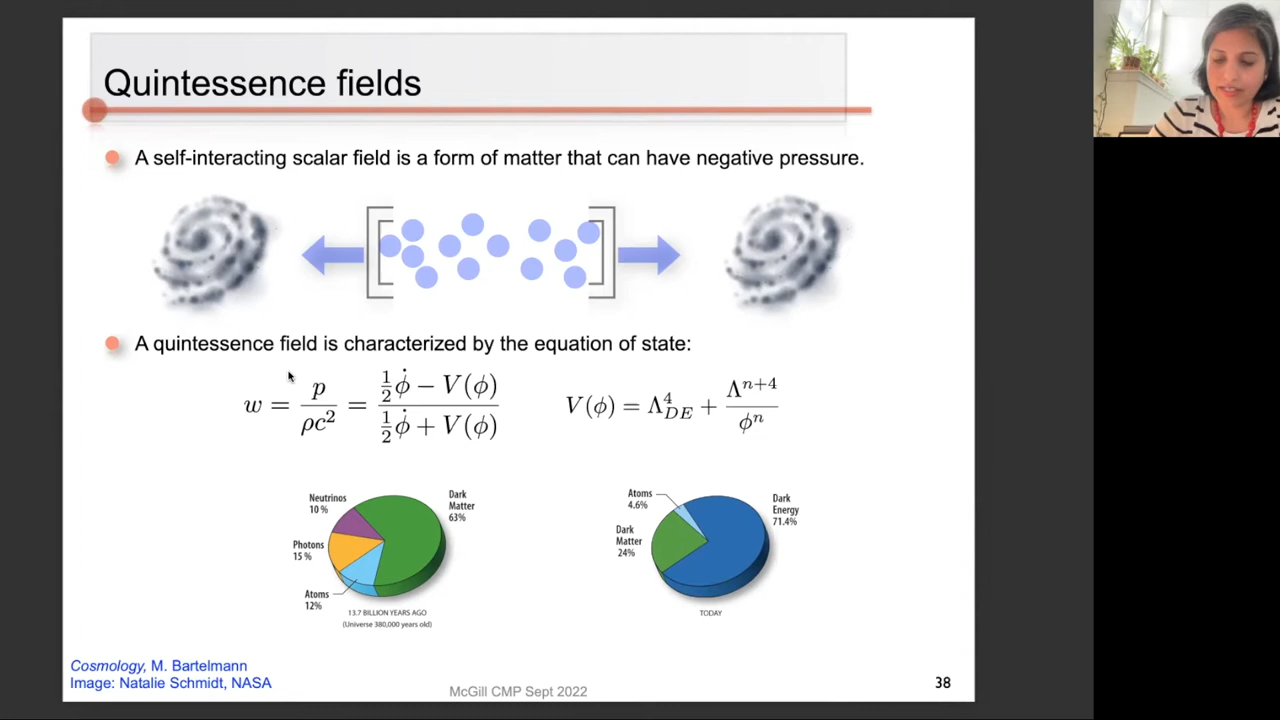 Quintessence fields
A self-interacting scalar field is a form of matter that can have negative pressure.
A quintessence field is characterized by the equation of state:
w = p / ρc² = (½ϕ̇ − V(ϕ)) / (½ϕ̇ + V(ϕ))
V(ϕ) = Λ⁴_DE + Λⁿ⁺⁴ / ϕⁿ
Neutrinos
10 %
Dark
Matter
63%
Photons
15 %
Atoms
12%
13.7 BILLION YEARS AGO
(Universe 380,000 years old)
Atoms
4.6%
Dark
Energy
71.4%
Dark
Matter
24%
TODAY
Cosmology, M. Bartelmann
Image: Natalie Schmidt, NASA
McGill CMP Sept 2022
38